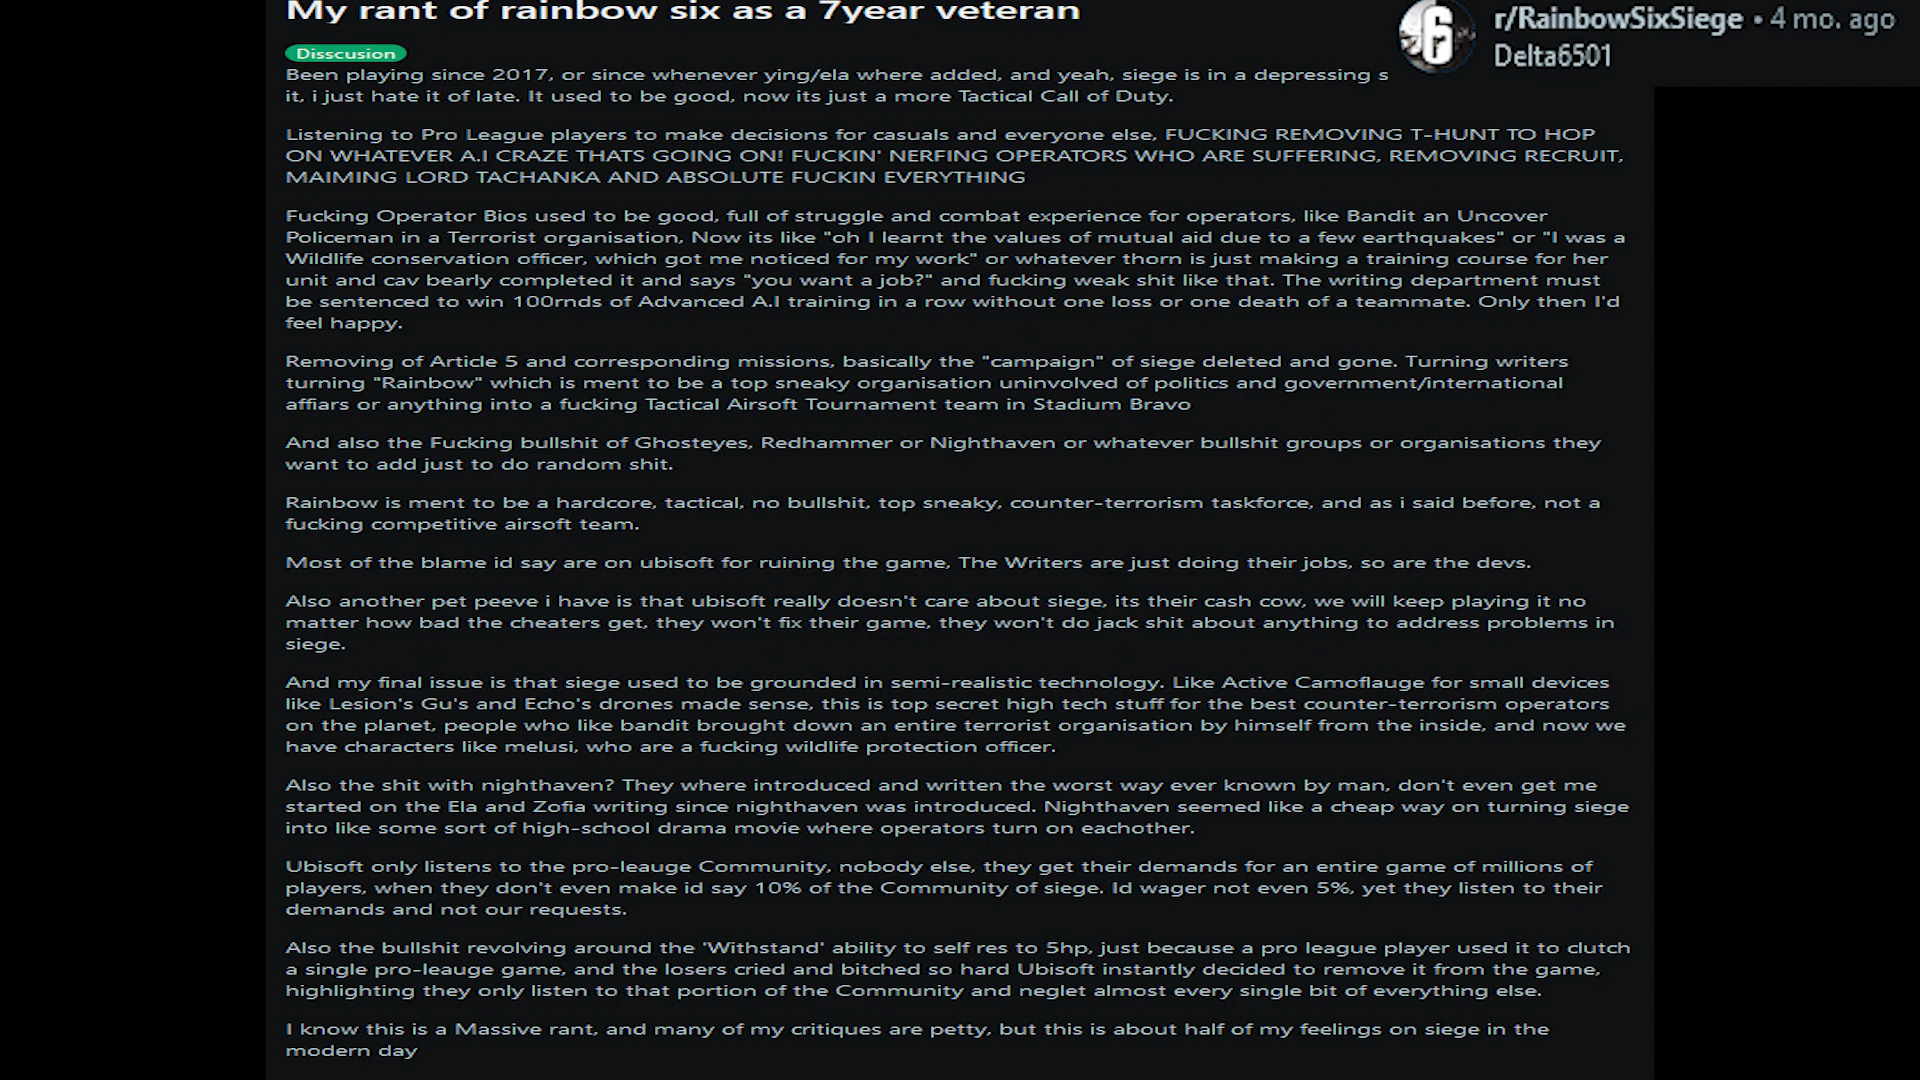 My rant of rainbow six as a 7year veteran
r/RainbowSixSiege • 4 mo. ago
Delta6501
Disscusion
Been playing since 2017, or since whenever ying/ela where added, and yeah, siege is in a depressing s
it, i just hate it of late. It used to be good, now its just a more Tactical Call of Duty.
Listening to Pro League players to make decisions for casuals and everyone else, FUCKING REMOVING T-HUNT TO HOP
ON WHATEVER A.I CRAZE THATS GOING ON! FUCKIN' NERFING OPERATORS WHO ARE SUFFERING, REMOVING RECRUIT,
MAIMING LORD TACHANKA AND ABSOLUTE FUCKIN EVERYTHING
Fucking Operator Bios used to be good, full of struggle and combat experience for operators, like Bandit an Uncover
Policeman in a Terrorist organisation, Now its like "oh I learnt the values of mutual aid due to a few earthquakes" or "I was a
Wildlife conservation officer, which got me noticed for my work" or whatever thorn is just making a training course for her
unit and cav bearly completed it and says "you want a job?" and fucking weak shit like that. The writing department must
be sentenced to win 100rnds of Advanced A.I training in a row without one loss or one death of a teammate. Only then I'd
feel happy.
Removing of Article 5 and corresponding missions, basically the "campaign" of siege deleted and gone. Turning writers
turning "Rainbow" which is ment to be a top sneaky organisation uninvolved of politics and government/international
affiars or anything into a fucking Tactical Airsoft Tournament team in Stadium Bravo
And also the Fucking bullshit of Ghosteyes, Redhammer or Nighthaven or whatever bullshit groups or organisations they
want to add just to do random shit.
Rainbow is ment to be a hardcore, tactical, no bullshit, top sneaky, counter-terrorism taskforce, and as i said before, not a
fucking competitive airsoft team.
Most of the blame id say are on ubisoft for ruining the game, The Writers are just doing their jobs, so are the devs.
Also another pet peeve i have is that ubisoft really doesn't care about siege, its their cash cow, we will keep playing it no
matter how bad the cheaters get, they won't fix their game, they won't do jack shit about anything to address problems in
siege.
And my final issue is that siege used to be grounded in semi-realistic technology. Like Active Camoflauge for small devices
like Lesion's Gu's and Echo's drones made sense, this is top secret high tech stuff for the best counter-terrorism operators
on the planet, people who like bandit brought down an entire terrorist organisation by himself from the inside, and now we
have characters like melusi, who are a fucking wildlife protection officer.
Also the shit with nighthaven? They where introduced and written the worst way ever known by man, don't even get me
started on the Ela and Zofia writing since nighthaven was introduced. Nighthaven seemed like a cheap way on turning siege
into like some sort of high-school drama movie where operators turn on eachother.
Ubisoft only listens to the pro-leauge Community, nobody else, they get their demands for an entire game of millions of
players, when they don't even make id say 10% of the Community of siege. Id wager not even 5%, yet they listen to their
demands and not our requests.
Also the bullshit revolving around the 'Withstand' ability to self res to 5hp, just because a pro league player used it to clutch
a single pro-leauge game, and the losers cried and bitched so hard Ubisoft instantly decided to remove it from the game,
highlighting they only listen to that portion of the Community and neglet almost every single bit of everything else.
I know this is a Massive rant, and many of my critiques are petty, but this is about half of my feelings on siege in the
modern day